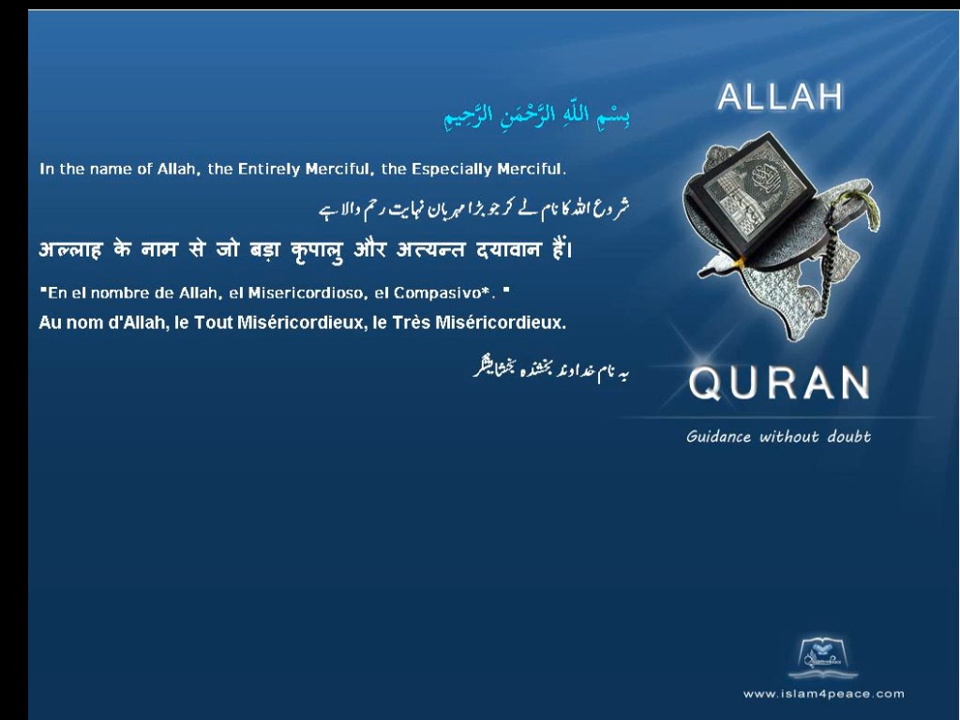 بِسْمِ اللَّهِ الرَّحْمَنِ الرَّحِيمِ
In the name of Allah, the Entirely Merciful, the Especially Merciful.
شروع اللہ کا نام لے کر جو بڑا مہربان نہایت رحم والا ہے
अल्लाह के नाम से जो बड़ा कृपालु और अत्यन्त दयावान हैं।
"En el nombre de Allah, el Misericordioso, el Compasivo*. "
Au nom d'Allah, le Tout Miséricordieux, le Très Miséricordieux.
به نام خداوند بخشنده بخشایشگر
ALLAH
QURAN
Guidance without doubt
www.islam4peace.com